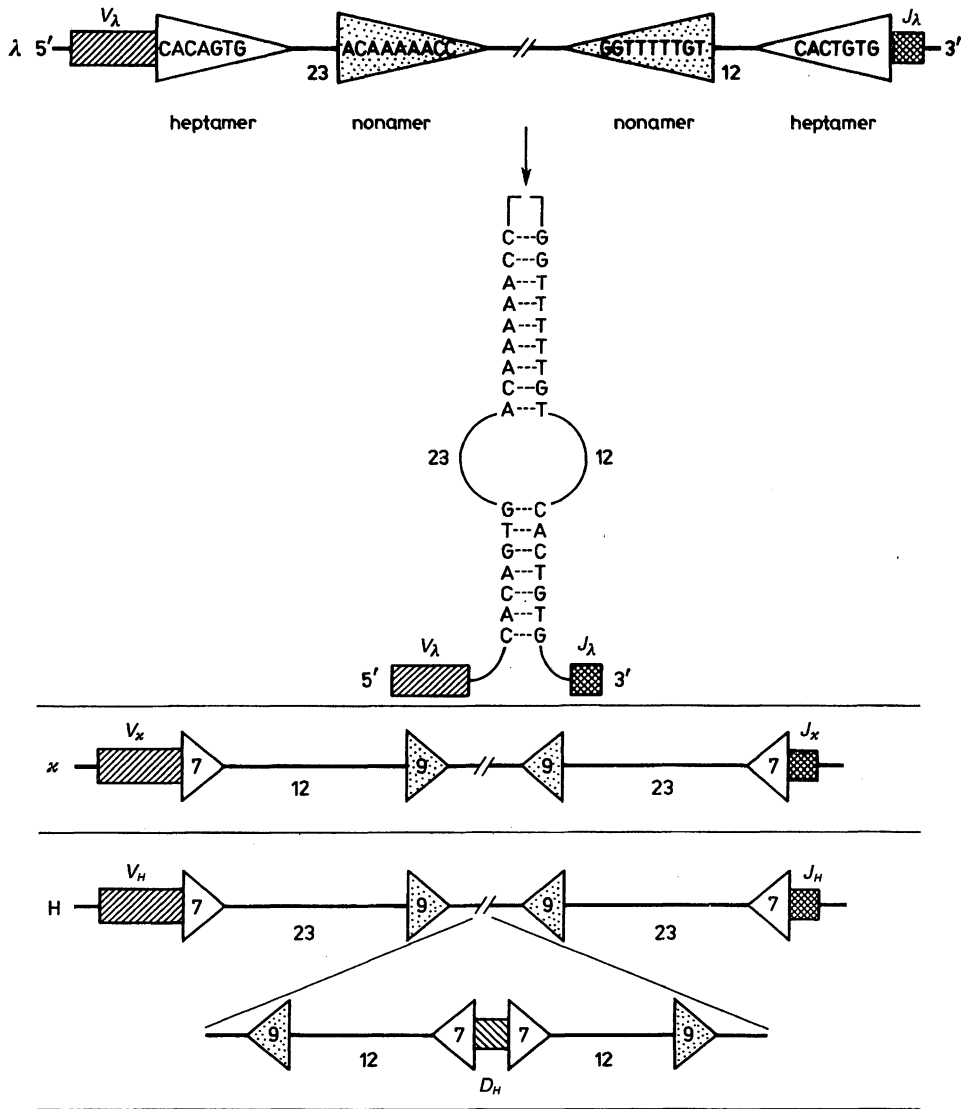 Vλ Jλ
λ 5′ CACAGTG ACAAAAACC GGTTTTTGT CACTGTG 3′
23 12
heptamer nonamer nonamer heptamer
C---G
C---G
A---T
A---T
A---T
A---T
A---T
C---G
A---T
23 12
G---C
T---A
G---C
A---T
C---G
A---T
C---G
Vλ Jλ
5′ 3′
Vϰ Jϰ
ϰ 7 9 9 7
12 23
VH JH
H 7 9 9 7
23 23
9 7 7 9
12 12
DH